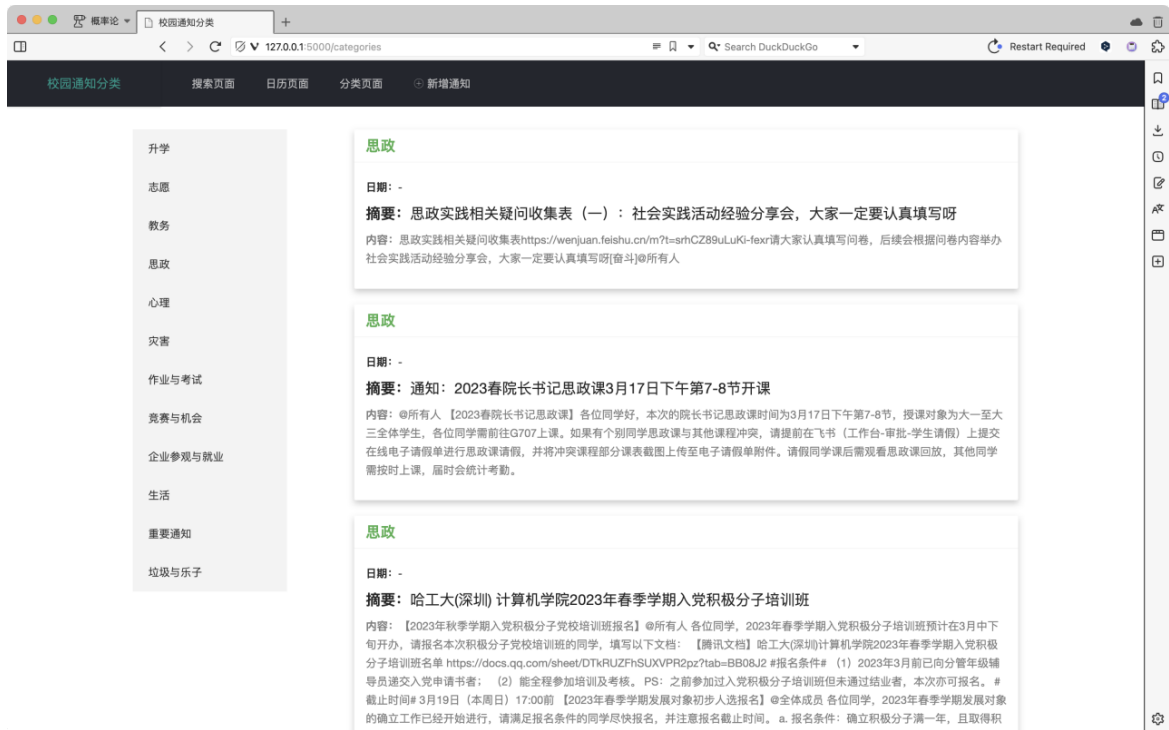 概率论
校园通知分类
127.0.0.1:5000/categories
Search DuckDuckGo
Restart Required
校园通知分类
搜索页面
日历页面
分类页面
新增通知
2
升学
志愿
教务
思政
心理
灾害
作业与考试
竞赛与机会
企业参观与就业
生活
重要通知
垃圾与乐子
思政
日期: -
摘要：思政实践相关疑问收集表（一）：社会实践活动经验分享会，大家一定要认真填写呀
内容：思政实践相关疑问收集表https://wenjuan.feishu.cn/m?t=srhCZ89uLuKi-fexr请大家认真填写问卷，后续会根据问卷内容举办
社会实践活动经验分享会，大家一定要认真填写呀[奋斗]@所有人
思政
日期: -
摘要：通知：2023春院长书记思政课3月17日下午第7-8节开课
内容：@所有人 【2023春院长书记思政课】各位同学好，本次的院长书记思政课时间为3月17日下午第7-8节，授课对象为大一至大
三全体学生，各位同学需前往G707上课。如果有个别同学思政课与其他课程冲突，请提前在飞书（工作台-审批-学生请假）上提交
在线电子请假单进行思政课请假，并将冲突课程部分课表截图上传至电子请假单附件。请假同学课后需观看思政课回放，其他同学
需按时上课，届时会统计考勤。
思政
日期: -
摘要：哈工大(深圳) 计算机学院2023年春季学期入党积极分子培训班
内容：【2023年秋季学期入党积极分子党校培训班报名】@所有人 各位同学，2023年春季学期入党积极分子培训班预计在3月中下
旬开办，请报名本次积极分子党校培训班的同学，填写以下文档： 【腾讯文档】哈工大(深圳)计算机学院2023年春季学期入党积极
分子培训班名单 https://docs.qq.com/sheet/DTkRUZFhSUXVPR2pz?tab=BB08J2 #报名条件# （1）2023年3月前已向分管年级辅
导员递交入党申请书者； （2）能全程参加培训及考核。 PS：之前参加过入党积极分子培训班但未通过结业者，本次亦可报名。 #
截止时间# 3月19日（本周日）17:00前 【2023春季学期发展对象初步人选报名】@全体成员 各位同学，2023年春季学期发展对象
的确立工作已经开始进行，请满足报名条件的同学尽快报名，并注意报名截止时间。 a. 报名条件：确立积极分子满一年，且取得积